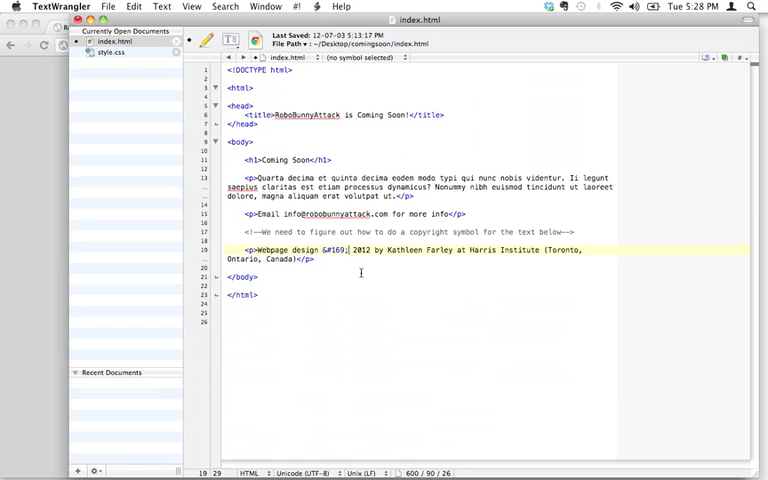 TextWrangler File Edit Text View Search Go Window #! Help Tue 5:28 PM
index.html
Currently Open Documents
index.html
style.css
Last Saved: 12-07-03 5:13:17 PM
File Path: ~/Desktop/comingsoon/index.html
index.html (no symbol selected)
1 <!DOCTYPE html>
2
3 <html>
4
5 <head>
6 <title>RoboBunnyAttack is Coming Soon!</title>
7 </head>
8
9 <body>
10
11 <h1>Coming Soon</h1>
12
13 <p>Quarta decima et quinta decima eodem modo typi qui nunc nobis videntur. Ii legunt
saepius claritas est etiam processus dynamicus? Nonummy nibh euismod tincidunt ut laoreet
dolore, magna aliquam erat volutpat ut.</p>
14
15 <p>Email info@robobunnyattack.com for more info</p>
16
17 <!--We need to figure out how to do a copyright symbol for the text below-->
18
19 <p>Webpage design &#169; 2012 by Kathleen Farley at Harris Institute (Toronto,
Ontario, Canada)</p>
20
21 </body>
22
23 </html>
24
25
26
Recent Documents
19 29 HTML Unicode (UTF-8) Unix (LF) 600 / 90 / 26